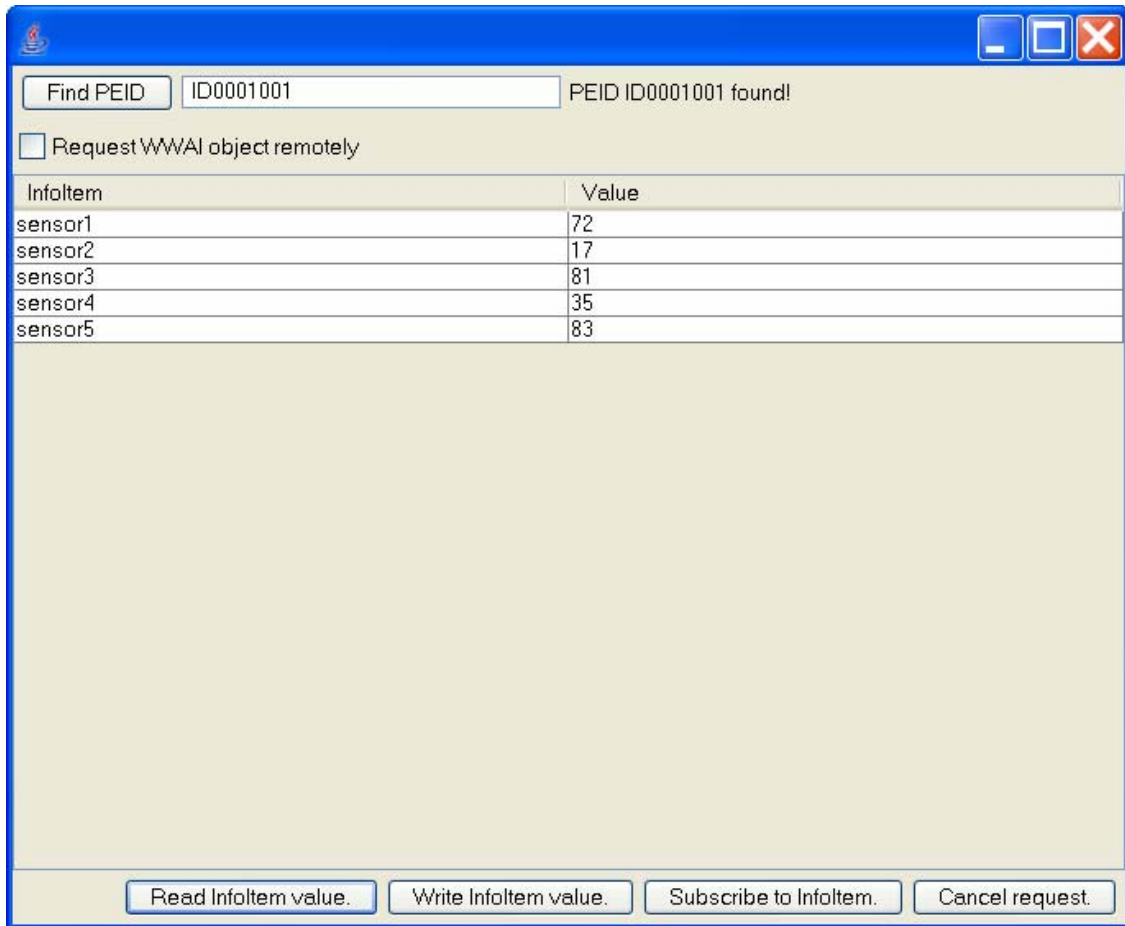 Find PEID ID0001001 PEID ID0001001 found!
Request WWAI object remotely
InfoItem Value
sensor1 72
sensor2 17
sensor3 81
sensor4 35
sensor5 83
Read InfoItem value. Write InfoItem value. Subscribe to InfoItem. Cancel request.